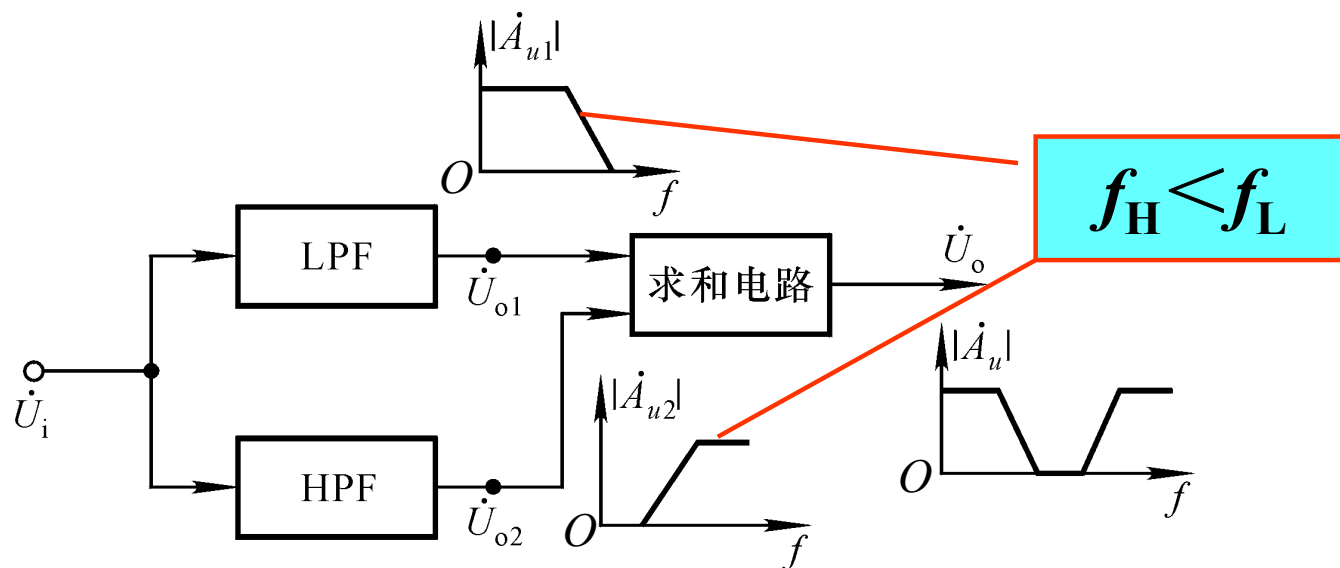 |Ȧu1|
O
f
fH<fL
LPF
U̇o1
求和电路
U̇o
U̇i
|Ȧu2|
O
f
HPF
U̇o2
|Ȧu|
O
f